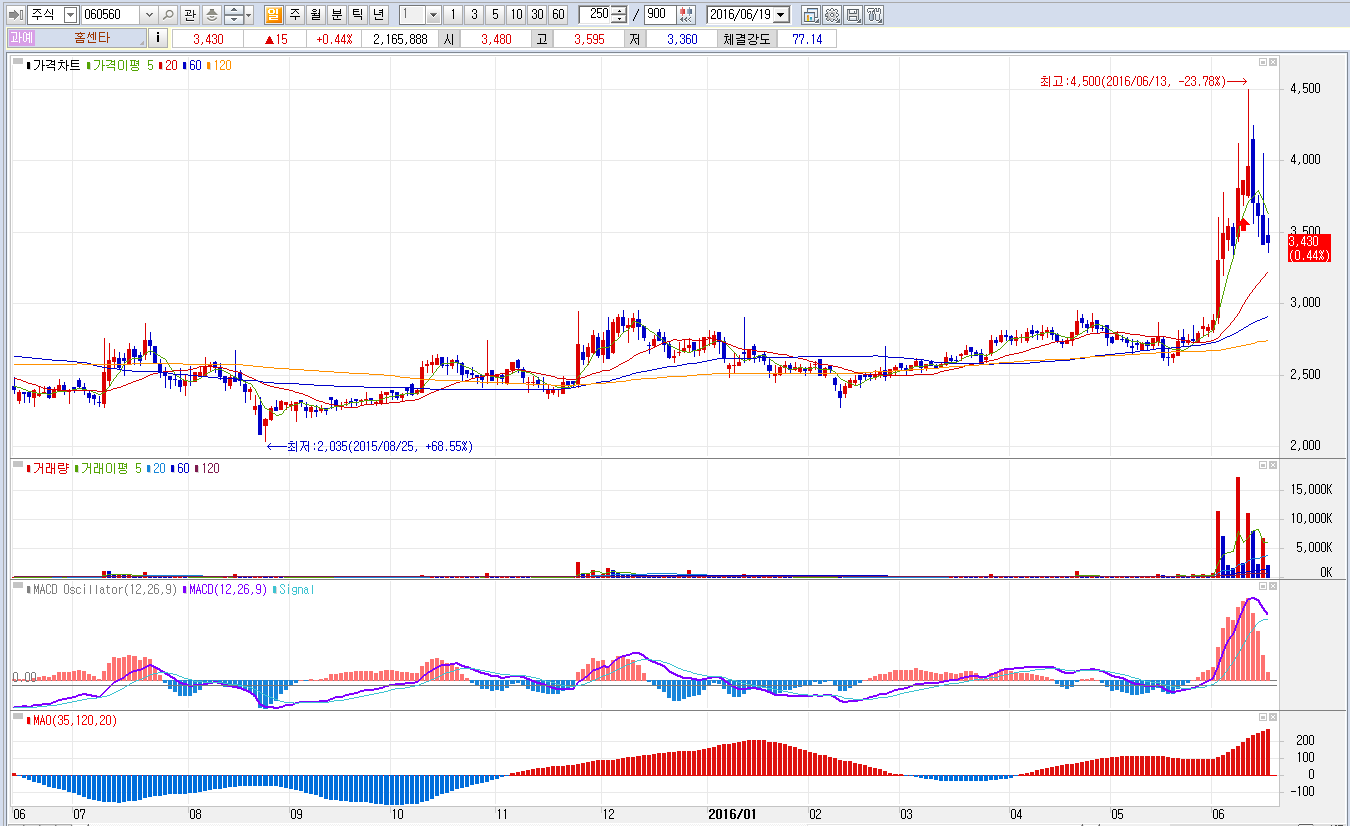 주식 060560 관 일 주 월 분 틱 년 1 1 3 5 10 30 60 250 / 900 2016/06/19
과예 홈센타 i 3,430 ▲15 +0.44% 2,165,888 시 3,480 고 3,595 저 3,360 체결강도 77.14
가격차트 가격이평 5 20 60 120
최고:4,500(2016/06/13, -23.78%)
4,500
4,000
3,500
3,430
(0.44%)
3,000
2,500
최저:2,035(2015/08/25, +68.55%)
2,000
거래량 거래이평 5 20 60 120
15,000K
10,000K
5,000K
0K
MACD Oscillator(12,26,9) MACD(12,26,9) Signal
0.00
MAO(35,120,20)
200
100
0
-100
06 07 08 09 10 11 12 2016/01 02 03 04 05 06